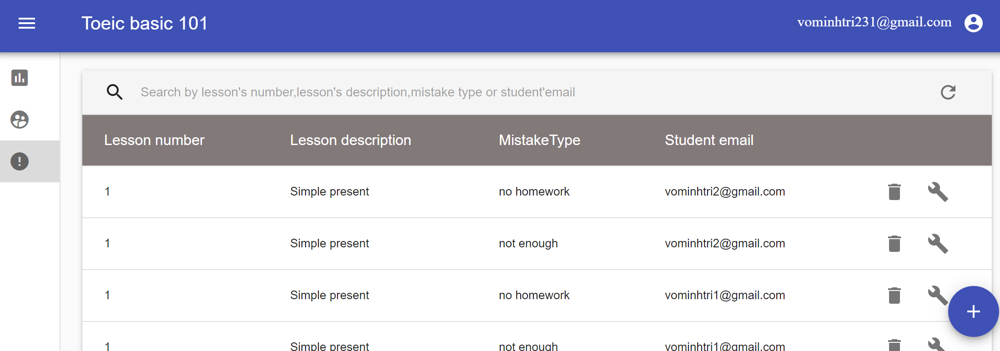 Toeic basic 101
vominhtri231@gmail.com
Search by lesson's number,lesson's description,mistake type or student'email
Lesson number Lesson description MistakeType Student email
1 Simple present no homework vominhtri2@gmail.com
1 Simple present not enough vominhtri2@gmail.com
1 Simple present no homework vominhtri1@gmail.com
1 Simple present not enough vominhtri1@gmail.com